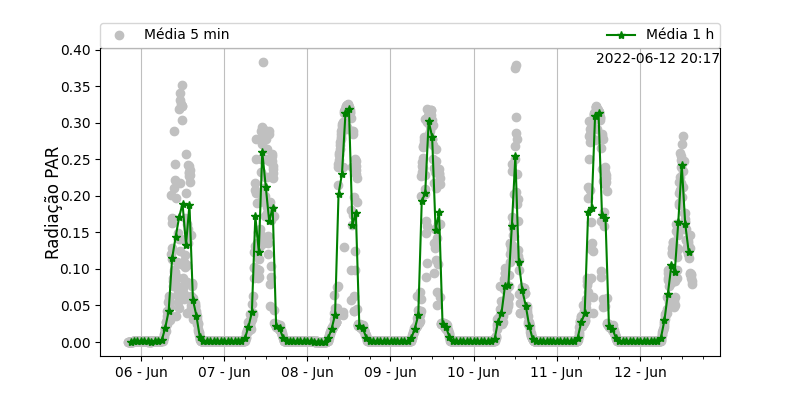 Média 5 min
Média 1 h
2022-06-12 20:17
Radiação PAR
0.40
0.35
0.30
0.25
0.20
0.15
0.10
0.05
0.00
06 - Jun
07 - Jun
08 - Jun
09 - Jun
10 - Jun
11 - Jun
12 - Jun